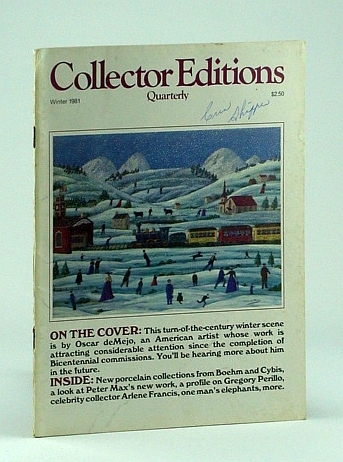 Collector Editions
Quarterly
Winter 1981
$2.50
ON THE COVER: This turn-of-the-century winter scene
is by Oscar deMejo, an American artist whose work is
attracting considerable attention since the completion of
Bicentennial commissions. You'll be hearing more about him
in the future.
INSIDE: New porcelain collections from Boehm and Cybis,
a look at Peter Max's new work, a profile on Gregory Perillo,
celebrity collector Arlene Francis, one man's elephants, more.